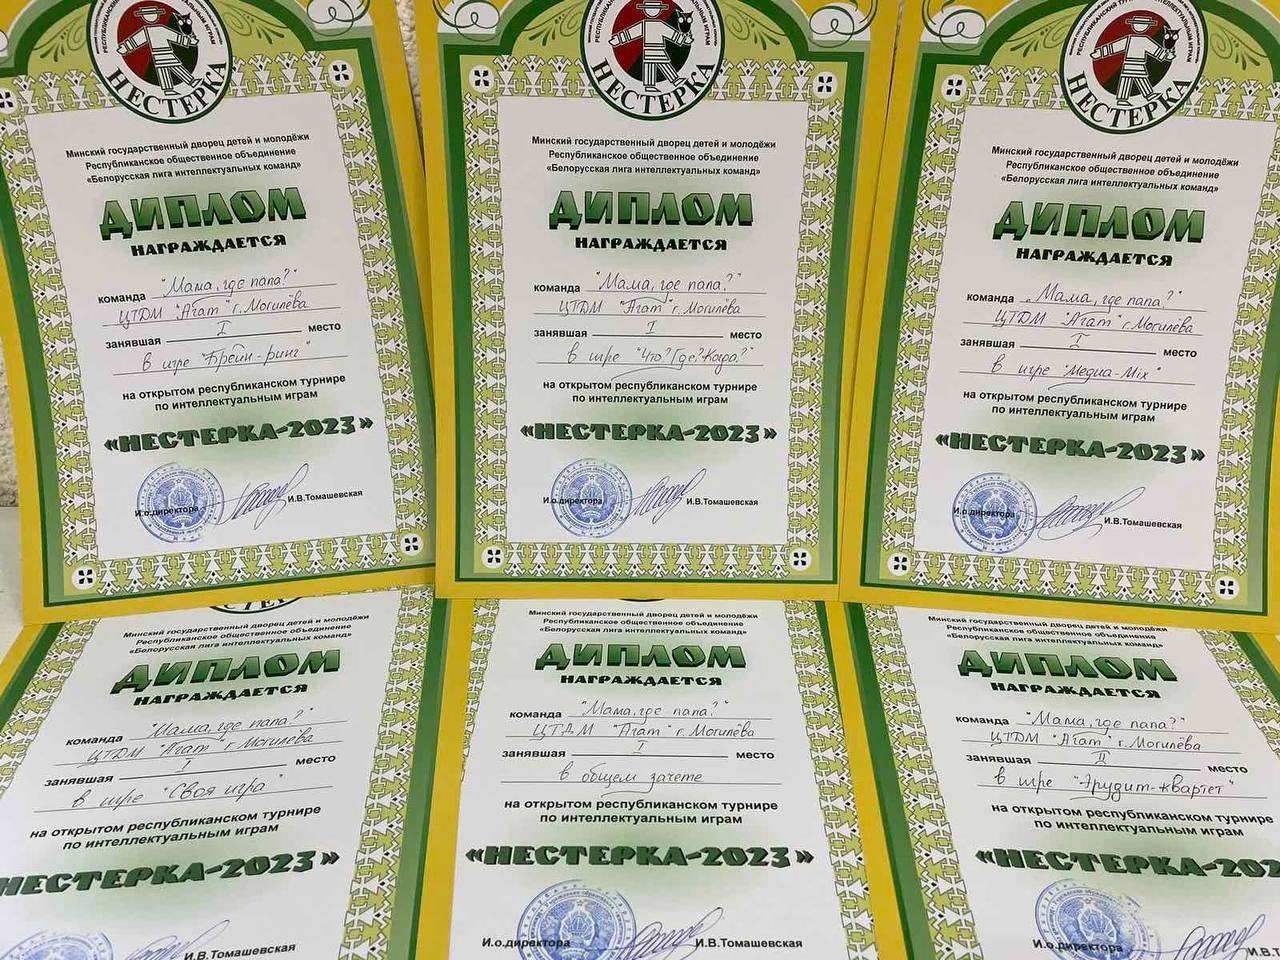 НЕСТЕРКА
Минский государственный дворец детей и молодёжи
Республиканское общественное объединение
«Белорусская лига интеллектуальных команд»
ДИПЛОМ
НАГРАЖДАЕТСЯ
команда "Мама, где папа?"
ЦТДМ "Агат" г. Могилёва
занявшая I место
в игре "Брейн-ринг"
на открытом республиканском турнире
по интеллектуальным играм
«НЕСТЕРКА-2023»
И.о.директора И.В.Томашевская
НЕСТЕРКА
Минский государственный дворец детей и молодёжи
Республиканское общественное объединение
«Белорусская лига интеллектуальных команд»
ДИПЛОМ
НАГРАЖДАЕТСЯ
команда "Мама, где папа?"
ЦТДМ "Агат" г. Могилёва
занявшая I место
в игре "Что? Где? Когда?"
на открытом республиканском турнире
по интеллектуальным играм
«НЕСТЕРКА-2023»
И.о.директора И.В.Томашевская
НЕСТЕРКА
Минский государственный дворец детей и молодёжи
Республиканское общественное объединение
«Белорусская лига интеллектуальных команд»
ДИПЛОМ
НАГРАЖДАЕТСЯ
команда „Мама, где папа?"
ЦТДМ "Агат" г. Могилёва
занявшая I место
в игре "Медиа-Mix"
на открытом республиканском турнире
по интеллектуальным играм
«НЕСТЕРКА-2023»
И.о.директора И.В.Томашевская
Минский государственный дворец детей и молодёжи
Республиканское общественное объединение
«Белорусская лига интеллектуальных команд»
ДИПЛОМ
НАГРАЖДАЕТСЯ
команда "Мама, где папа?"
ЦТДМ "Агат" г. Могилёва
занявшая I место
в игре "Своя игра"
на открытом республиканском турнире
по интеллектуальным играм
НЕСТЕРКА-2023»
И.В.Томашевская
Минский государственный дворец детей и молодёжи
Республиканское общественное объединение
«Белорусская лига интеллектуальных команд»
ДИПЛОМ
НАГРАЖДАЕТСЯ
команда "Мама, где папа?"
ЦТДМ "Агат" г. Могилёва
занявшая I место
в общем зачете
на открытом республиканском турнире
по интеллектуальным играм
«НЕСТЕРКА-2023»
И.о.директора И.В.Томашевская
Минский государственный дворец детей и молодёжи
Республиканское общественное объединение
«Белорусская лига интеллектуальных команд»
ДИПЛОМ
НАГРАЖДАЕТСЯ
команда "Мама, где папа?"
ЦТДМ "Агат" г. Могилёва
занявшая II место
в игре "Эрудит-квартет"
на открытом республиканском турнире
по интеллектуальным играм
«НЕСТЕРКА-202
И.о.директора И.В.Т